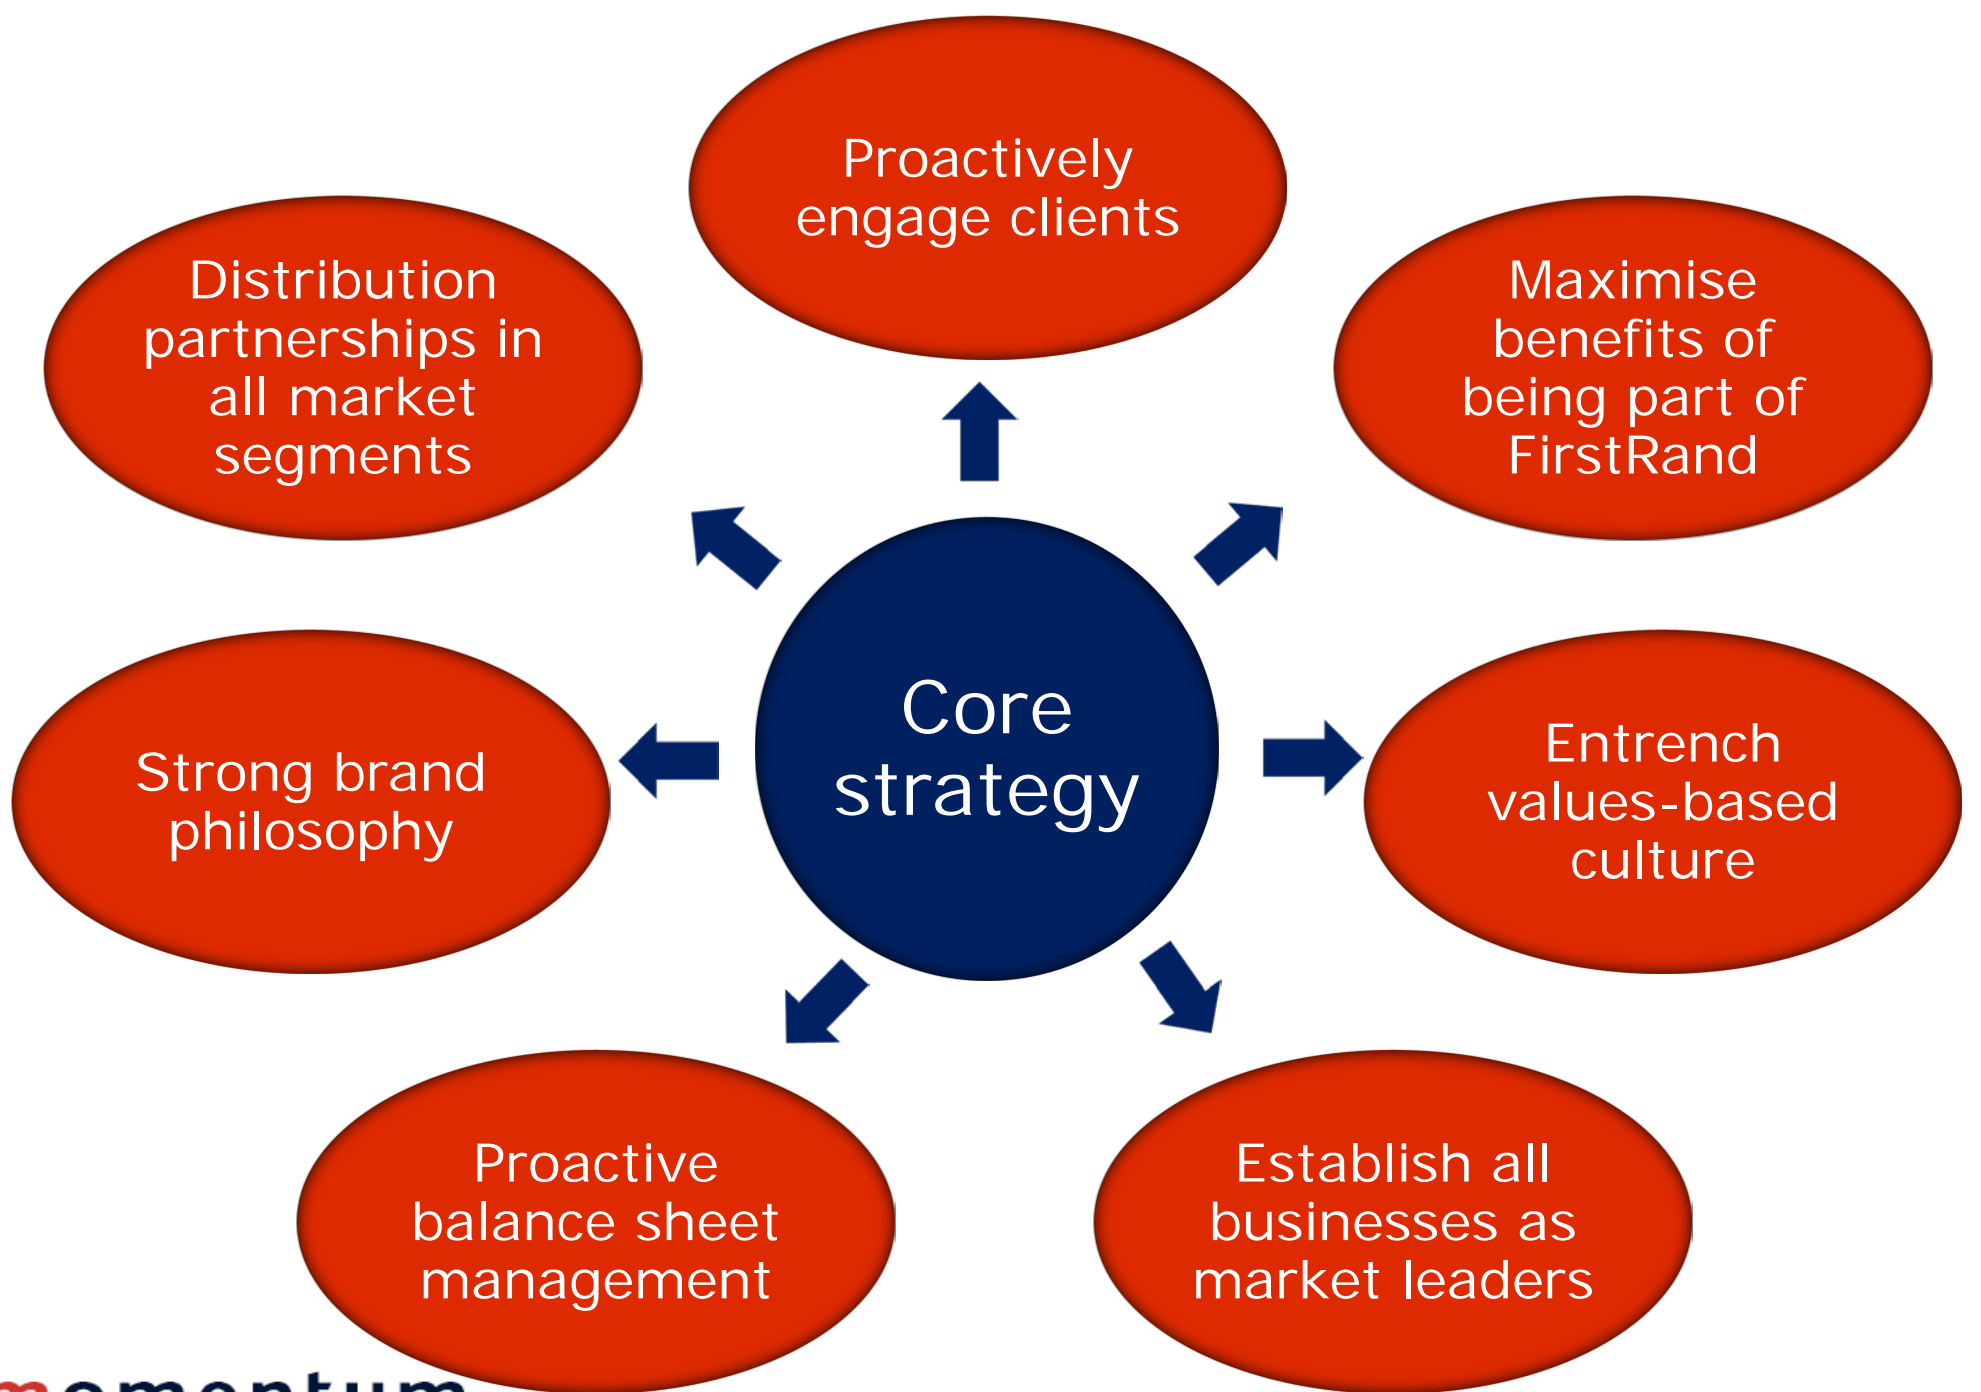 Proactively
engage clients
Distribution
partnerships in
all market
segments
Maximise
benefits of
being part of
FirstRand
Core
strategy
Strong brand
philosophy
Entrench
values-based
culture
Proactive
balance sheet
management
Establish all
businesses as
market leaders
momentum